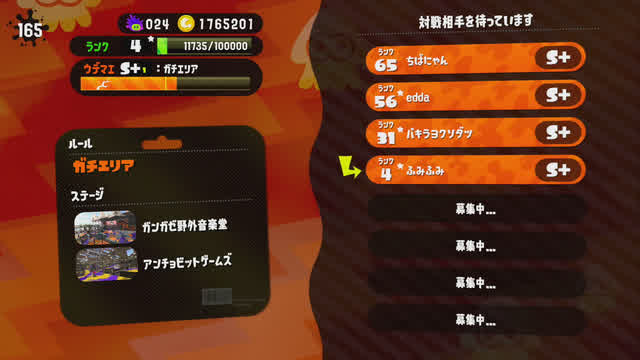 165
024
1765201
ランク 4★ 11735/100000
ウデマエ S+1 : ガチエリア
ルール
ガチエリア
ステージ
ガンガゼ野外音楽堂
アンチョビットゲームズ
対戦相手を待っています
ランク 65 ちばにゃん S+
ランク 56★ edda S+
ランク 31★ バキラヨクソダッ S+
ランク 4★ ふみふみ S+
募集中...
募集中...
募集中...
募集中...